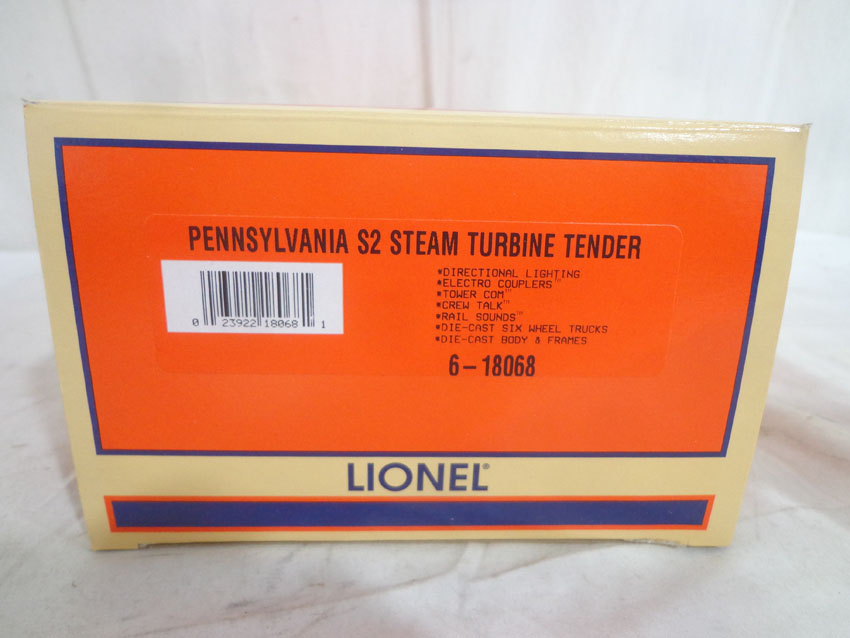 PENNSYLVANIA S2 STEAM TURBINE TENDER
*DIRECTIONAL LIGHTING
*ELECTRO COUPLERS™
*TOWER COM™
*CREW TALK™
*RAIL SOUNDS™
*DIE-CAST SIX WHEEL TRUCKS
*DIE-CAST BODY & FRAMES
0 23922 18068 1
6-18068
LIONEL®